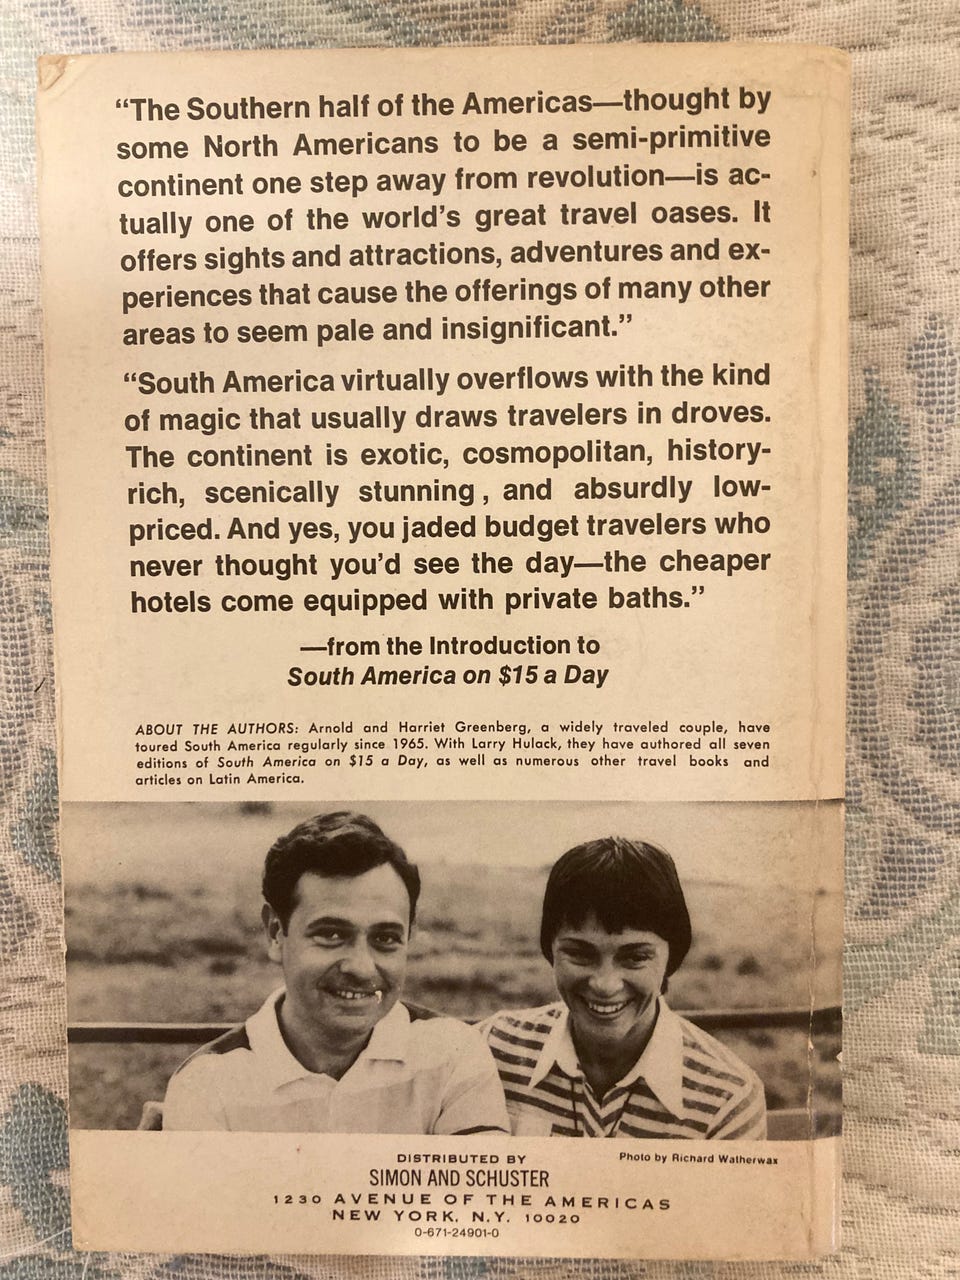 “The Southern half of the Americas—thought by
some North Americans to be a semi-primitive
continent one step away from revolution—is ac-
tually one of the world’s great travel oases. It
offers sights and attractions, adventures and ex-
periences that cause the offerings of many other
areas to seem pale and insignificant.”
“South America virtually overflows with the kind
of magic that usually draws travelers in droves.
The continent is exotic, cosmopolitan, history-
rich, scenically stunning , and absurdly low-
priced. And yes, you jaded budget travelers who
never thought you’d see the day—the cheaper
hotels come equipped with private baths.”
—from the Introduction to
South America on $15 a Day
ABOUT THE AUTHORS: Arnold and Harriet Greenberg, a widely traveled couple, have
toured South America regularly since 1965. With Larry Hulack, they have authored all seven
editions of South America on $15 a Day, as well as numerous other travel books and
articles on Latin America.
Photo by Richard Watherwax
DISTRIBUTED BY
SIMON AND SCHUSTER
1230 AVENUE OF THE AMERICAS
NEW YORK, N.Y. 10020
0-671-24901-0